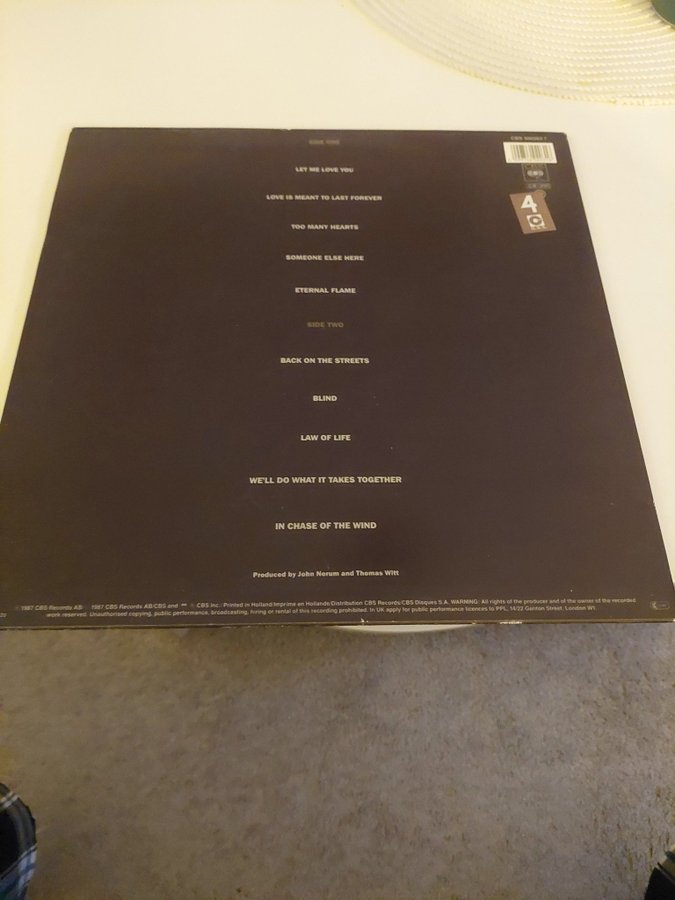 SIDE ONE
LET ME LOVE YOU
LOVE IS MEANT TO LAST FOREVER
TOO MANY HEARTS
SOMEONE ELSE HERE
ETERNAL FLAME
SIDE TWO
BACK ON THE STREETS
BLIND
LAW OF LIFE
WE'LL DO WHAT IT TAKES TOGETHER
IN CHASE OF THE WIND
Produced by John Norum and Thomas Witt
1987 CBS Records AB 1987 CBS Records AB/CBS and ™ CBS Inc./Printed in Holland/Imprimé en Hollande/Distribution CBS Records/CBS Disques S.A. WARNING: All rights of the producer and of the owner of the recorded
work reserved. Unauthorised copying, public performance, broadcasting, hiring or rental of this recording prohibited. In UK apply for public performance licences to PPL, 14/22 Ganton Street, London W1.
CBS
4